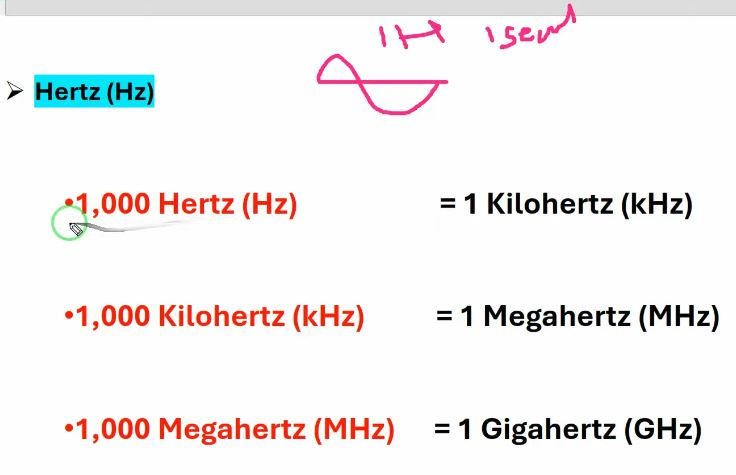 1 Hz 1 second
➤ Hertz (Hz)
•1,000 Hertz (Hz) = 1 Kilohertz (kHz)
•1,000 Kilohertz (kHz) = 1 Megahertz (MHz)
•1,000 Megahertz (MHz) = 1 Gigahertz (GHz)